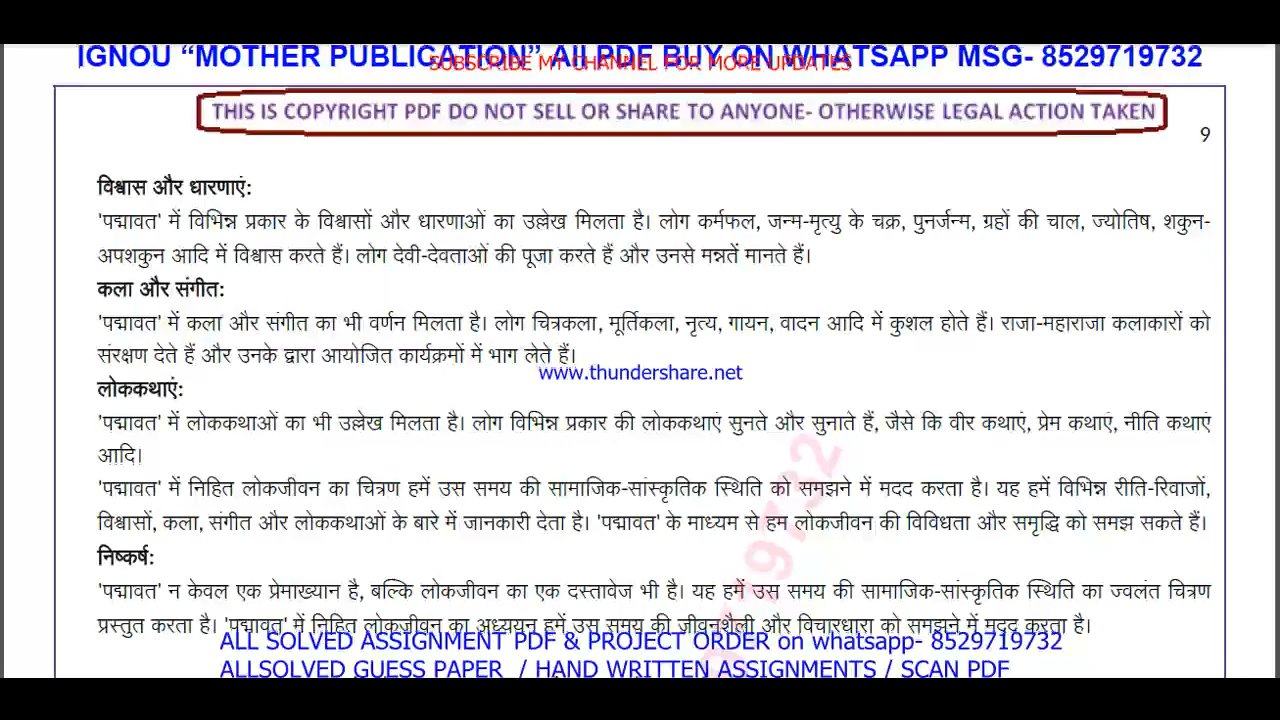 IGNOU “MOTHER PUBLICATION” ALL PDF BUY ON WHATSAPP MSG- 8529719732
SUBSCRIBE MY CHANNEL FOR MORE UPDATES
THIS IS COPYRIGHT PDF DO NOT SELL OR SHARE TO ANYONE- OTHERWISE LEGAL ACTION TAKEN
9
विश्वास और धारणाएं:
'पद्मावत' में विभिन्न प्रकार के विश्वासों और धारणाओं का उल्लेख मिलता है। लोग कर्मफल, जन्म-मृत्यु के चक्र, पुनर्जन्म, ग्रहों की चाल, ज्योतिष, शकुन-
अपशकुन आदि में विश्वास करते हैं। लोग देवी-देवताओं की पूजा करते हैं और उनसे मन्नतें मानते हैं।
कला और संगीत:
'पद्मावत' में कला और संगीत का भी वर्णन मिलता है। लोग चित्रकला, मूर्तिकला, नृत्य, गायन, वादन आदि में कुशल होते हैं। राजा-महाराजा कलाकारों को
संरक्षण देते हैं और उनके द्वारा आयोजित कार्यक्रमों में भाग लेते हैं।
www.thundershare.net
लोककथाएं:
'पद्मावत' में लोककथाओं का भी उल्लेख मिलता है। लोग विभिन्न प्रकार की लोककथाएं सुनते और सुनाते हैं, जैसे कि वीर कथाएं, प्रेम कथाएं, नीति कथाएं
आदि।
'पद्मावत' में निहित लोकजीवन का चित्रण हमें उस समय की सामाजिक-सांस्कृतिक स्थिति को समझने में मदद करता है। यह हमें विभिन्न रीति-रिवाजों,
विश्वासों, कला, संगीत और लोककथाओं के बारे में जानकारी देता है। 'पद्मावत' के माध्यम से हम लोकजीवन की विविधता और समृद्धि को समझ सकते हैं।
निष्कर्ष:
'पद्मावत' न केवल एक प्रेमाख्यान है, बल्कि लोकजीवन का एक दस्तावेज भी है। यह हमें उस समय की सामाजिक-सांस्कृतिक स्थिति का ज्वलंत चित्रण
प्रस्तुत करता है। 'पद्मावत' में निहित लोकजीवन का अध्ययन हमें उस समय की जीवनशैली और विचारधारा को समझने में मदद करता है।
ALL SOLVED ASSIGNMENT PDF & PROJECT ORDER on whatsapp- 8529719732
ALLSOLVED GUESS PAPER / HAND WRITTEN ASSIGNMENTS / SCAN PDF